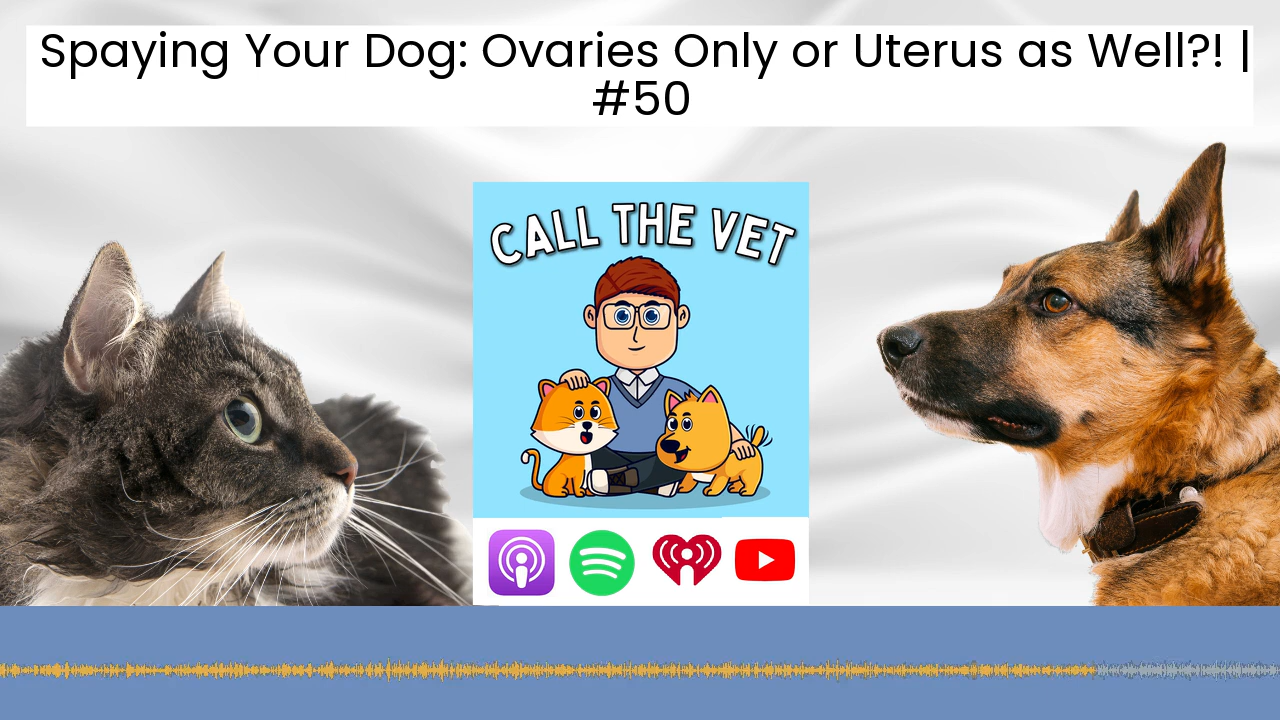 Spaying Your Dog: Ovaries Only or Uterus as Well?! |
#50
CALL THE VET